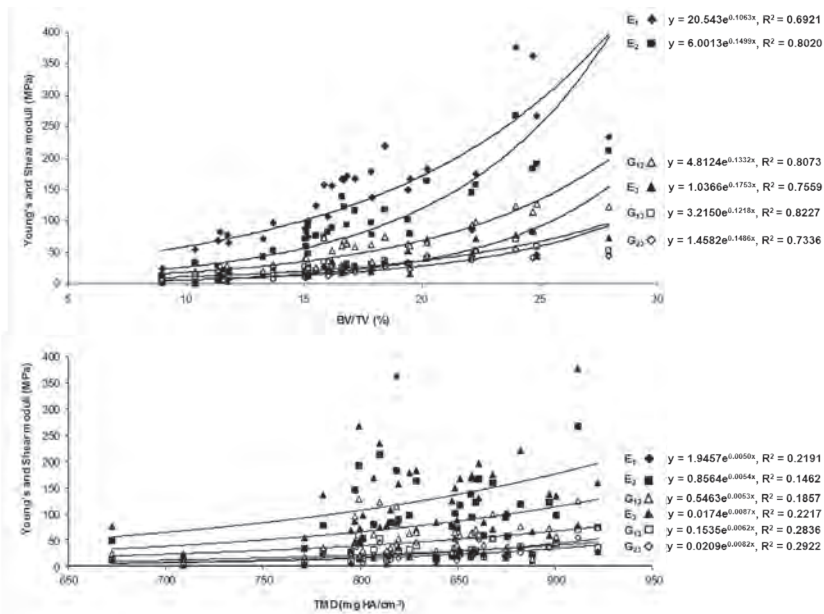 400
350
300
250
200
150
100
50
0
Young's and Shear moduli (MPa)
5 10 15 20 25 30
BV/TV (%)
E₁ y = 20.543e^0.1063x, R² = 0.6921
E₂ y = 6.0013e^0.1499x, R² = 0.8020
G₁₂ y = 4.8124e^0.1332x, R² = 0.8073
E₃ y = 1.0366e^0.1753x, R² = 0.7559
G₁₃ y = 3.2150e^0.1218x, R² = 0.8227
G₂₃ y = 1.4582e^0.1486x, R² = 0.7336
400
350
300
250
200
150
100
50
0
Young's and Shear moduli (MPa)
650 700 750 800 850 900 950
TMD (mg HA/cm³)
E₁ y = 1.9457e^0.0050x, R² = 0.2191
E₂ y = 0.8564e^0.0054x, R² = 0.1462
G₁₂ y = 0.5463e^0.0053x, R² = 0.1857
E₃ y = 0.0174e^0.0087x, R² = 0.2217
G₁₃ y = 0.1535e^0.0062x, R² = 0.2836
G₂₃ y = 0.0209e^0.0082x, R² = 0.2922